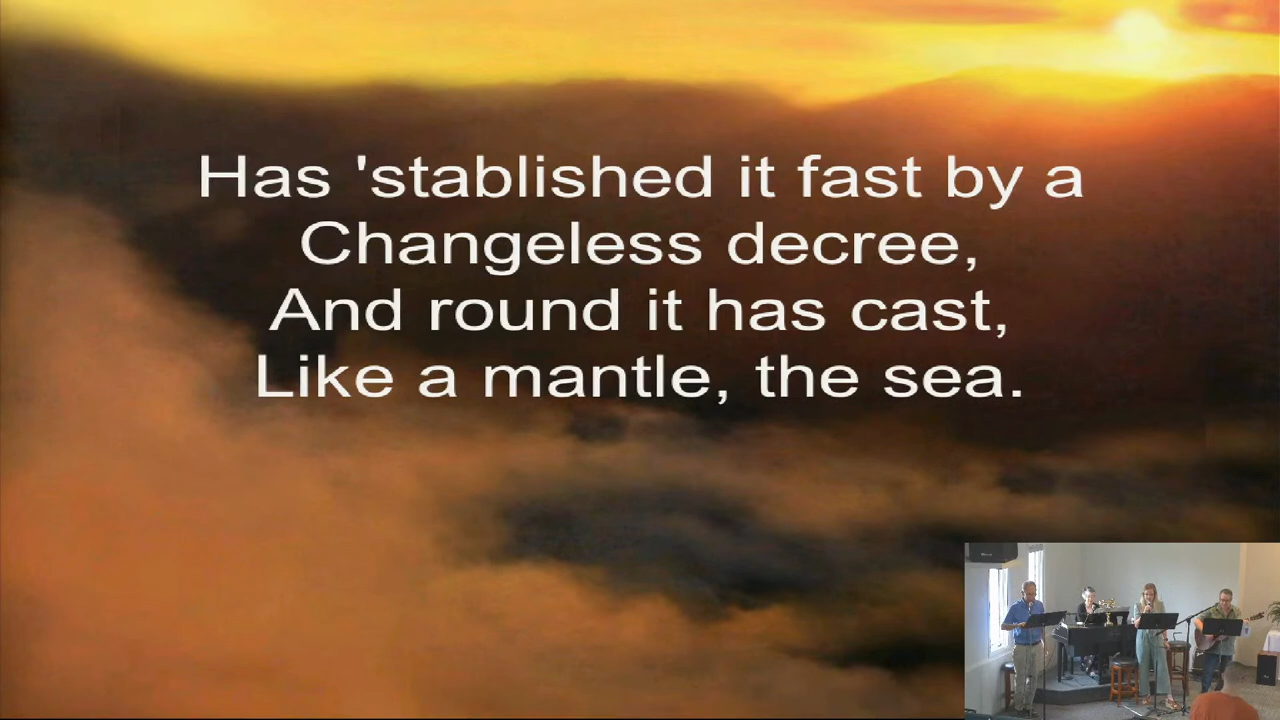 Has 'stablished it fast by a
Changeless decree,
And round it has cast,
Like a mantle, the sea.